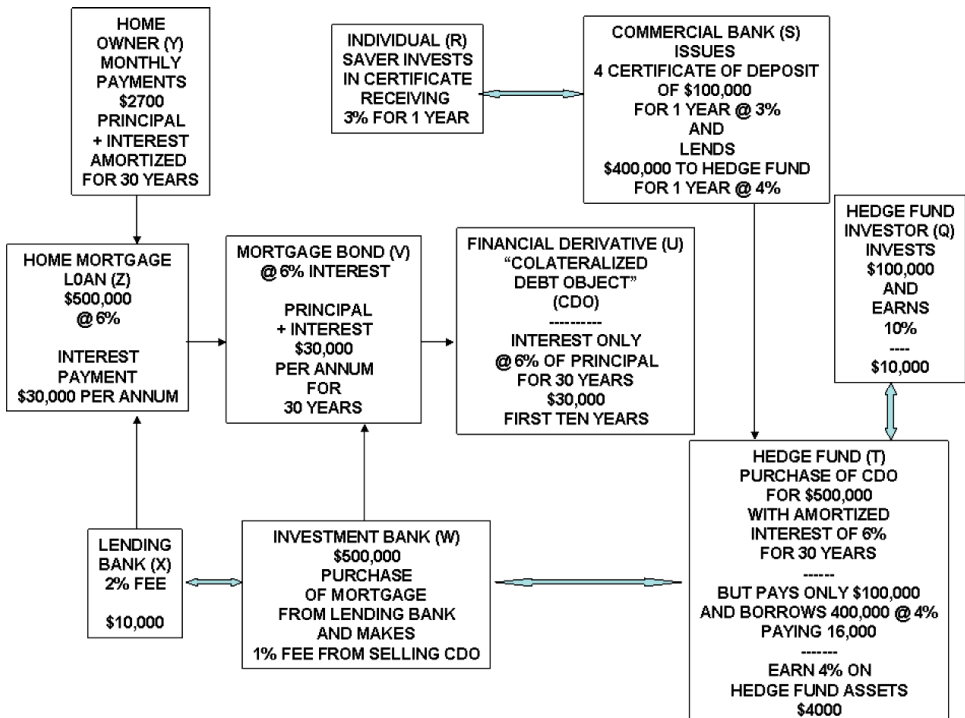 HOME
OWNER (Y)
MONTHLY
PAYMENTS
$2700
PRINCIPAL
+ INTEREST
AMORTIZED
FOR 30 YEARS
INDIVIDUAL (R)
SAVER INVESTS
IN CERTIFICATE
RECEIVING
3% FOR 1 YEAR
COMMERCIAL BANK (S)
ISSUES
4 CERTIFICATE OF DEPOSIT
OF $100,000
FOR 1 YEAR @ 3%
AND
LENDS
$400,000 TO HEDGE FUND
FOR 1 YEAR @ 4%
HOME MORTGAGE
LOAN (Z)
$500,000
@ 6%
INTEREST
PAYMENT
$30,000 PER ANNUM
MORTGAGE BOND (V)
@ 6% INTEREST
PRINCIPAL
+ INTEREST
$30,000
PER ANNUM
FOR
30 YEARS
FINANCIAL DERIVATIVE (U)
“COLATERALIZED
DEBT OBJECT”
(CDO)
----------
INTEREST ONLY
@ 6% OF PRINCIPAL
FOR 30 YEARS
$30,000
FIRST TEN YEARS
HEDGE FUND
INVESTOR (Q)
INVESTS
$100,000
AND
EARNS
10%
----
$10,000
LENDING
BANK (X)
2% FEE
$10,000
INVESTMENT BANK (W)
$500,000
PURCHASE
OF MORTGAGE
FROM LENDING BANK
AND MAKES
1% FEE FROM SELLING CDO
HEDGE FUND (T)
PURCHASE OF CDO
FOR $500,000
WITH AMORTIZED
INTEREST OF 6%
FOR 30 YEARS
------
BUT PAYS ONLY $100,000
AND BORROWS 400,000 @ 4%
PAYING 16,000
-------
EARN 4% ON
HEDGE FUND ASSETS
$4000